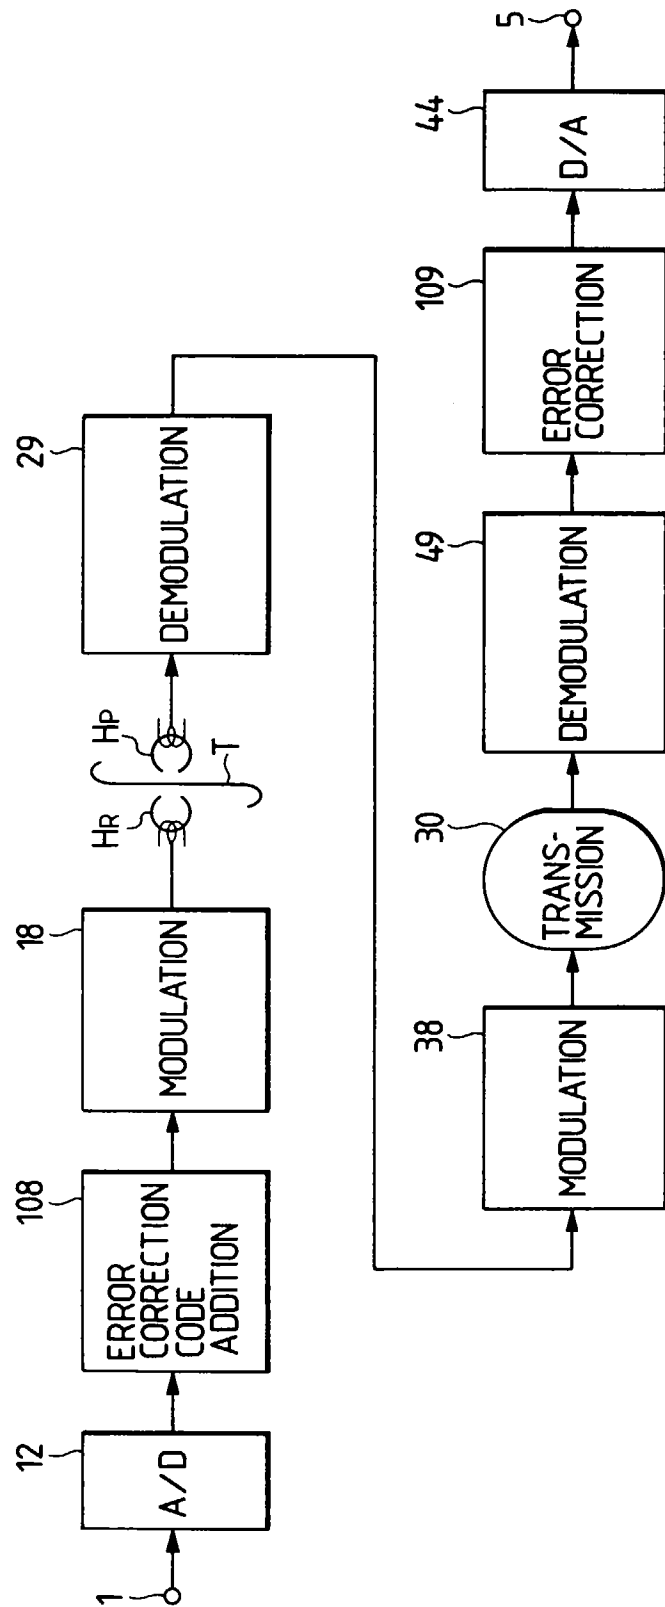 1
12
A/D
108
ERROR
CORRECTION
CODE
ADDITION
18
MODULATION
HR
HP
T
29
DEMODULATION
38
MODULATION
30
TRANS-
MISSION
49
DEMODULATION
109
ERROR
CORRECTION
44
D/A
5